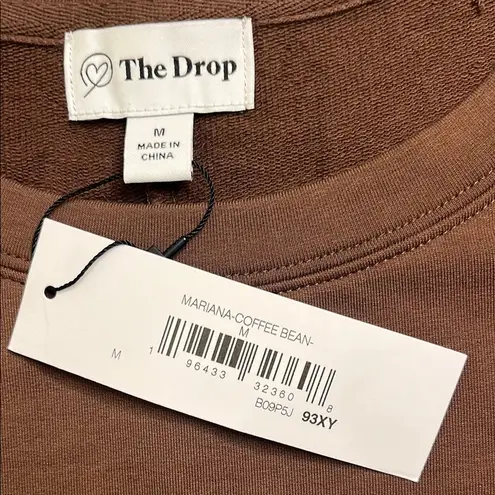 The Drop
M
MADE IN
CHINA
MARIANA-COFFEE BEAN-
M
M
1 96433 32360 8
B09P5J 93XY